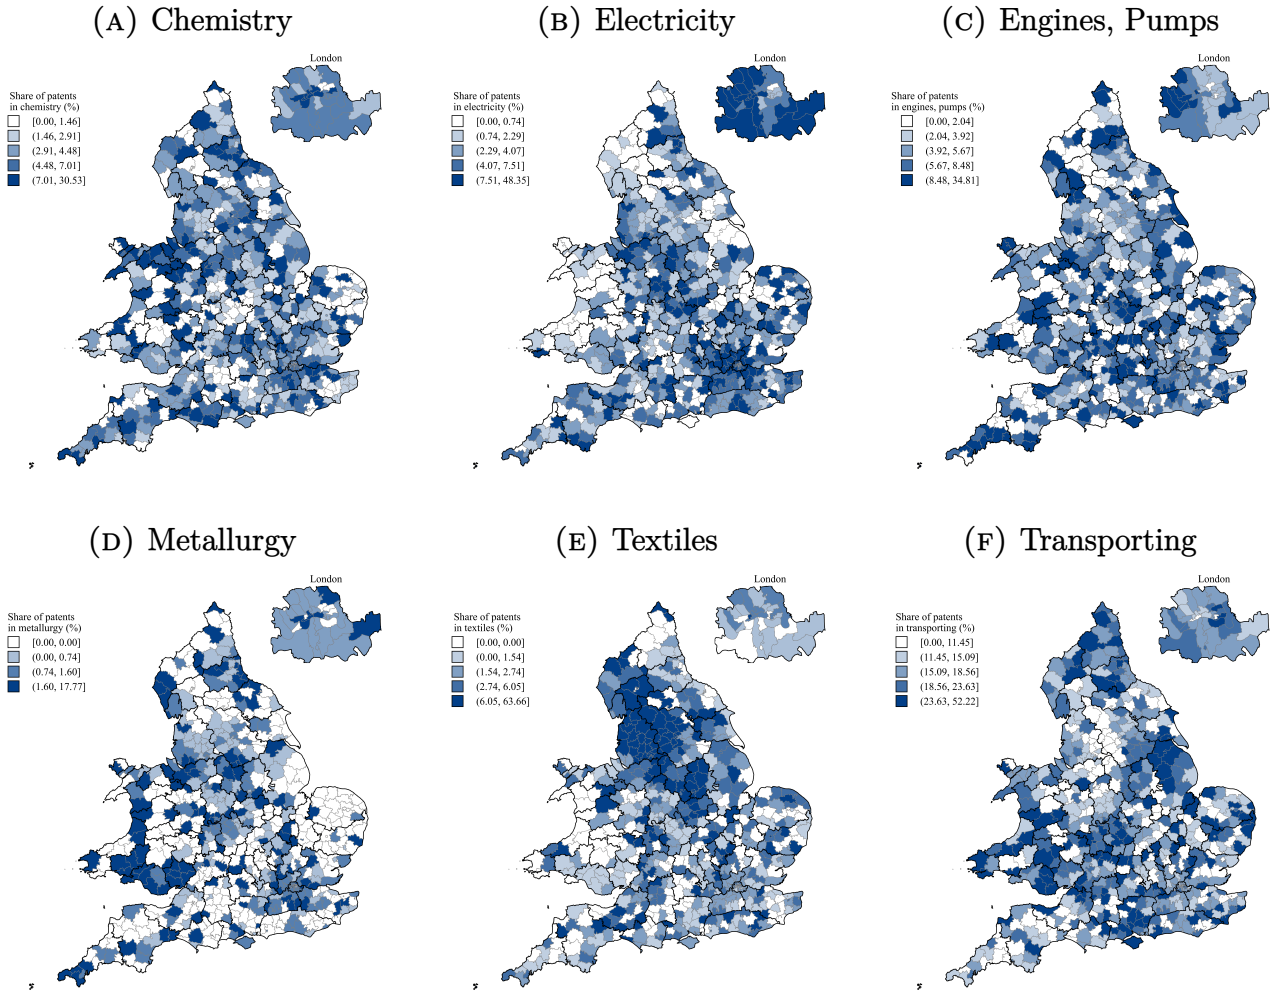 (A) Chemistry
London
Share of patents
in chemistry (%)
[0.00, 1.46]
(1.46, 2.91]
(2.91, 4.48]
(4.48, 7.01]
(7.01, 30.53]
(B) Electricity
London
Share of patents
in electricity (%)
[0.00, 0.74]
(0.74, 2.29]
(2.29, 4.07]
(4.07, 7.51]
(7.51, 48.35]
(C) Engines, Pumps
London
Share of patents
in engines, pumps (%)
[0.00, 2.04]
(2.04, 3.92]
(3.92, 5.67]
(5.67, 8.48]
(8.48, 34.81]
(D) Metallurgy
London
Share of patents
in metallurgy (%)
[0.00, 0.00]
(0.00, 0.74]
(0.74, 1.60]
(1.60, 17.77]
(E) Textiles
London
Share of patents
in textiles (%)
[0.00, 0.00]
(0.00, 1.54]
(1.54, 2.74]
(2.74, 6.05]
(6.05, 63.66]
(F) Transporting
London
Share of patents
in transporting (%)
[0.00, 11.45]
(11.45, 15.09]
(15.09, 18.56]
(18.56, 23.63]
(23.63, 52.22]